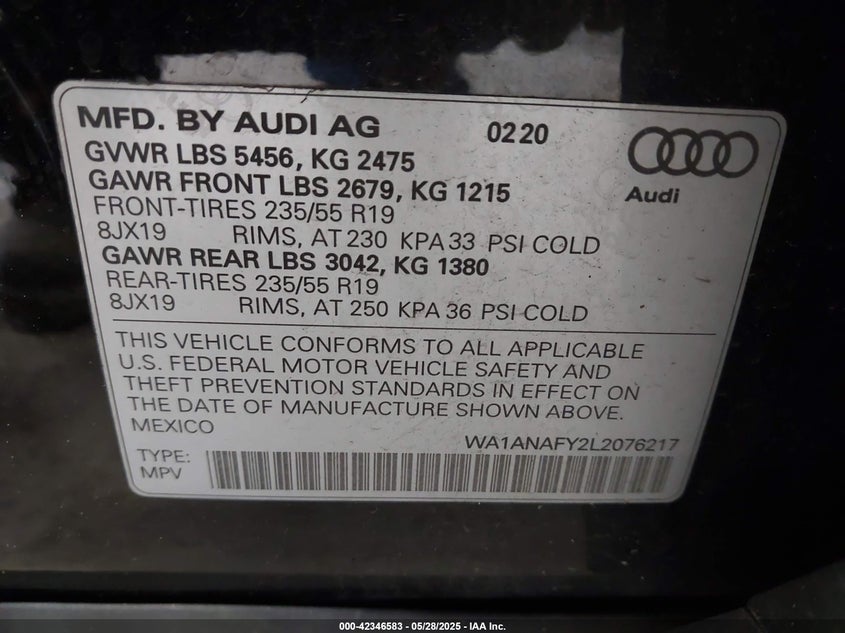 MFD. BY AUDI AG 0220
GVWR LBS 5456, KG 2475
GAWR FRONT LBS 2679, KG 1215
Audi
FRONT-TIRES 235/55 R19
8JX19 RIMS, AT 230 KPA 33 PSI COLD
GAWR REAR LBS 3042, KG 1380
REAR-TIRES 235/55 R19
8JX19 RIMS, AT 250 KPA 36 PSI COLD
THIS VEHICLE CONFORMS TO ALL APPLICABLE
U.S. FEDERAL MOTOR VEHICLE SAFETY AND
THEFT PREVENTION STANDARDS IN EFFECT ON
THE DATE OF MANUFACTURE SHOWN ABOVE.
MEXICO
WA1ANAFY2L2076217
TYPE:
MPV
000-42346583 - 05/28/2025 - IAA Inc.